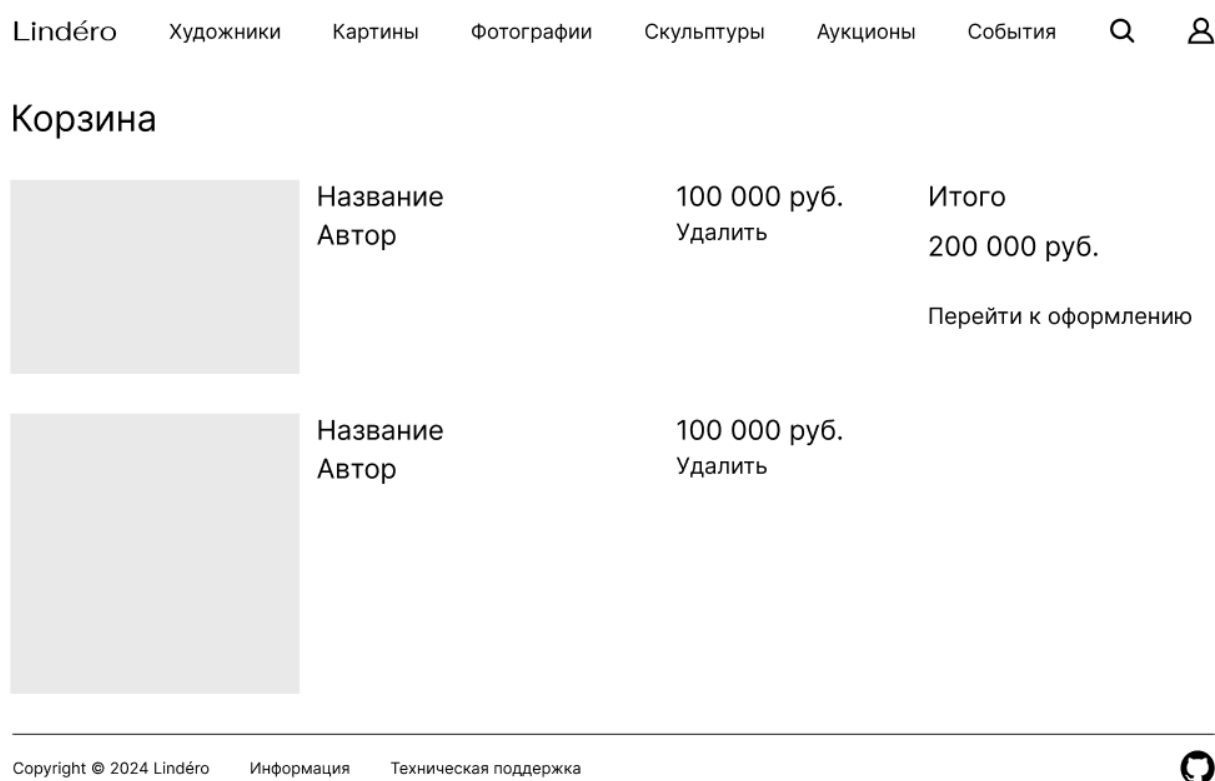 Lindéro Художники Картины Фотографии Скульптуры Аукционы События
Корзина
Название 100 000 руб. Итого
Автор Удалить 200 000 руб.
Перейти к оформлению
Название 100 000 руб.
Автор Удалить
Copyright © 2024 Lindéro Информация Техническая поддержка